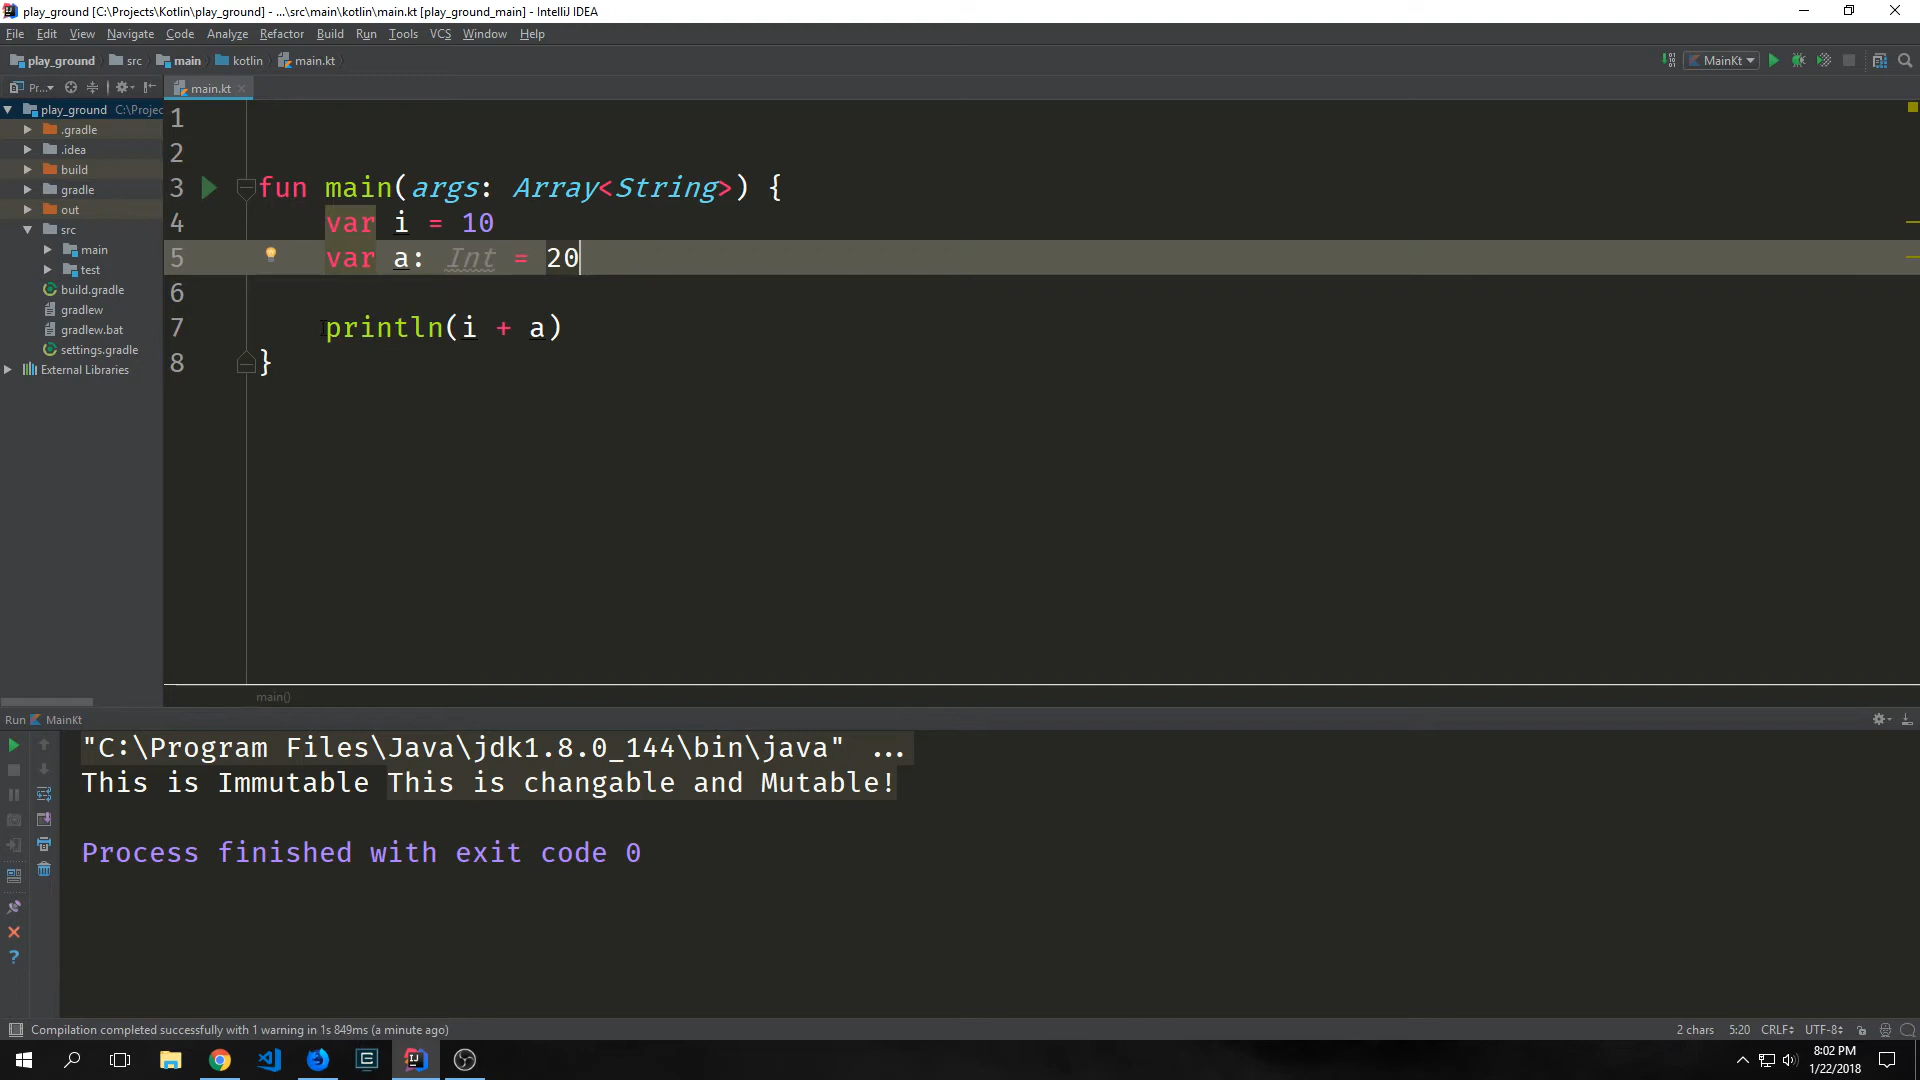 play_ground [C:\Projects\Kotlin\play_ground] - ...\src\main\kotlin\main.kt [play_ground_main] - IntelliJ IDEA
File Edit View Navigate Code Analyze Refactor Build Run Tools VCS Window Help
play_ground src main kotlin main.kt MainKt
Pr... main.kt
play_ground C:\Projec
.gradle
.idea
build
gradle
out
src
main
test
build.gradle
gradlew
gradlew.bat
settings.gradle
External Libraries
1
2
3 fun main(args: Array<String>) {
4 var i = 10
5 var a: Int = 20
6
7 println(i + a)
8 }
main()
Run MainKt
"C:\Program Files\Java\jdk1.8.0_144\bin\java" ...
This is Immutable This is changable and Mutable!
Process finished with exit code 0
Compilation completed successfully with 1 warning in 1s 849ms (a minute ago) 2 chars 5:20 CRLF UTF-8
8:02 PM
1/22/2018